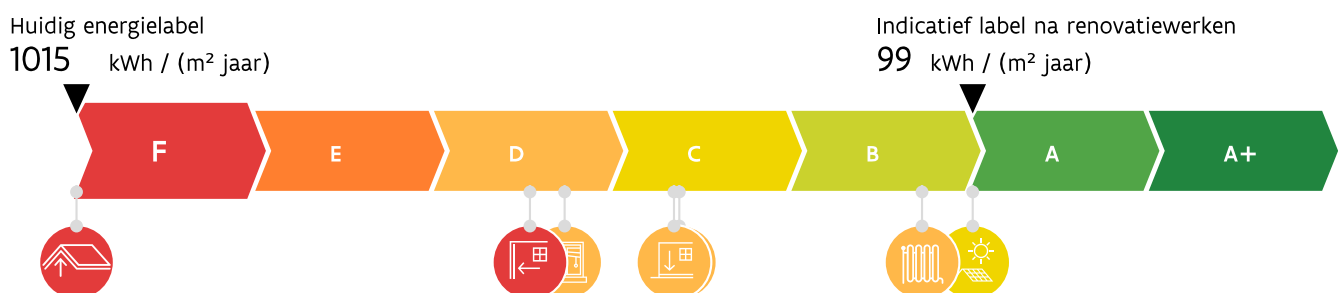 Huidig energielabel
1015 kWh / (m² jaar)
Indicatief label na renovatiewerken
99 kWh / (m² jaar)
F E D C B A A+